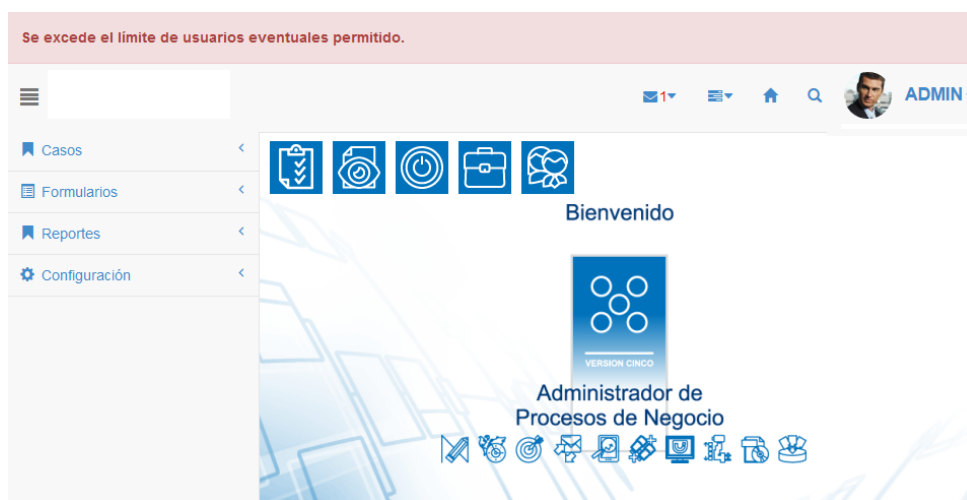 Se excede el límite de usuarios eventuales permitido.
1
ADMIN
Casos
Formularios
Reportes
Configuración
Bienvenido
VERSION CINCO
Administrador de
Procesos de Negocio